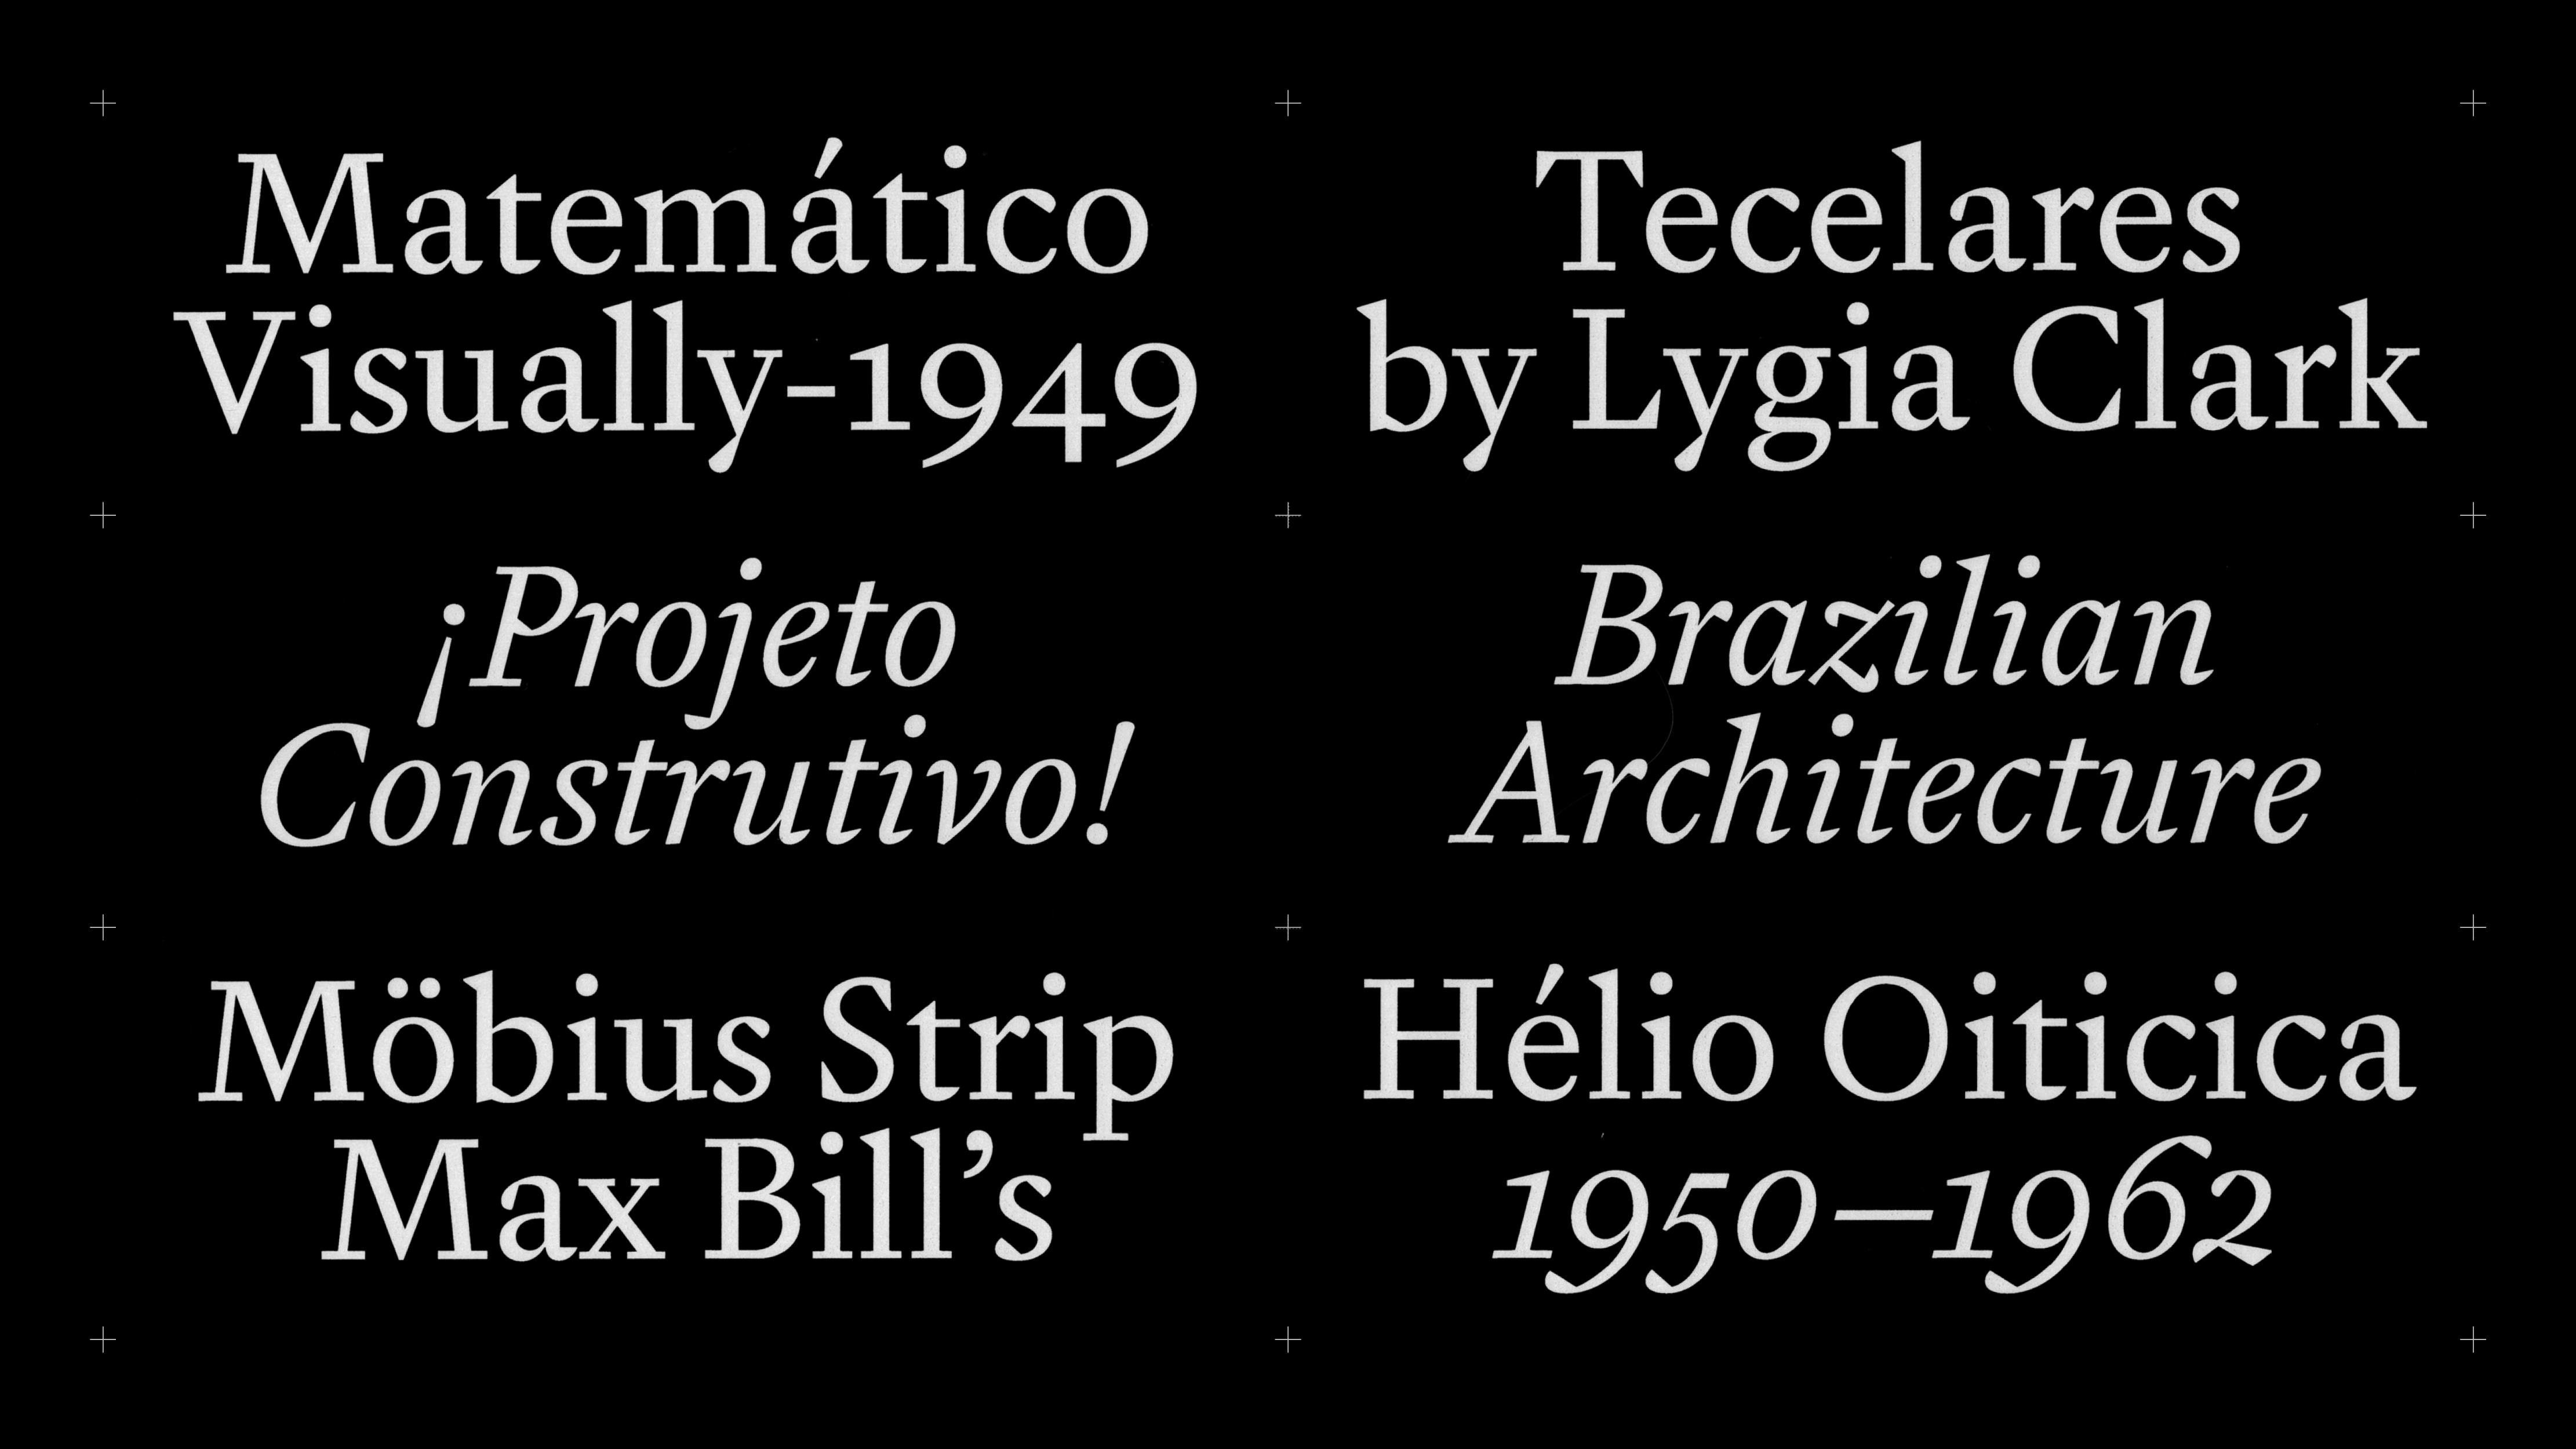 Matemático
Visually-1949
Tecelares
by Lygia Clark
¡Projeto
Construtivo!
Brazilian
Architecture
Möbius Strip
Max Bill’s
Hélio Oiticica
1950—1962